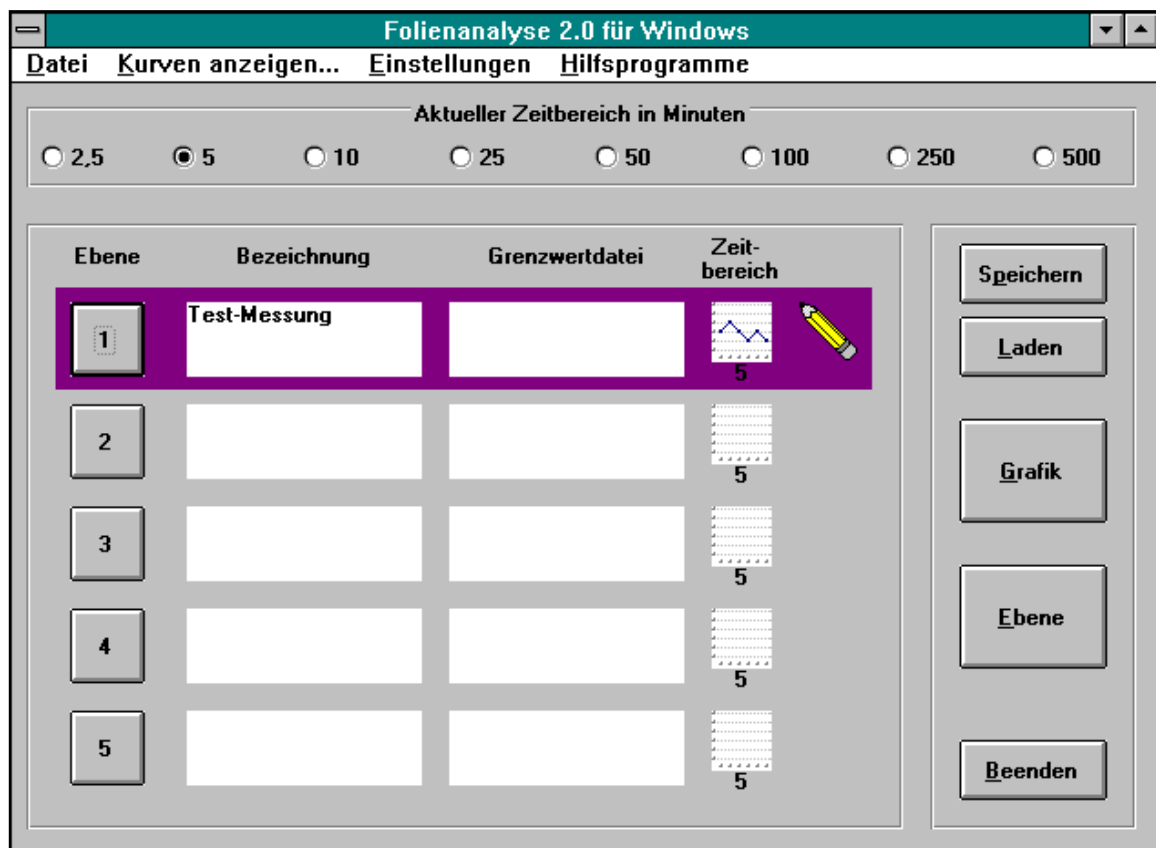 Folienanalyse 2.0 für Windows
Datei Kurven anzeigen... Einstellungen Hilfsprogramme
Aktueller Zeitbereich in Minuten
2,5 5 10 25 50 100 250 500
Ebene Bezeichnung Grenzwertdatei Zeit-
bereich
1 Test-Messung
5
2
5
3
5
4
5
5
5
Speichern
Laden
Grafik
Ebene
Beenden